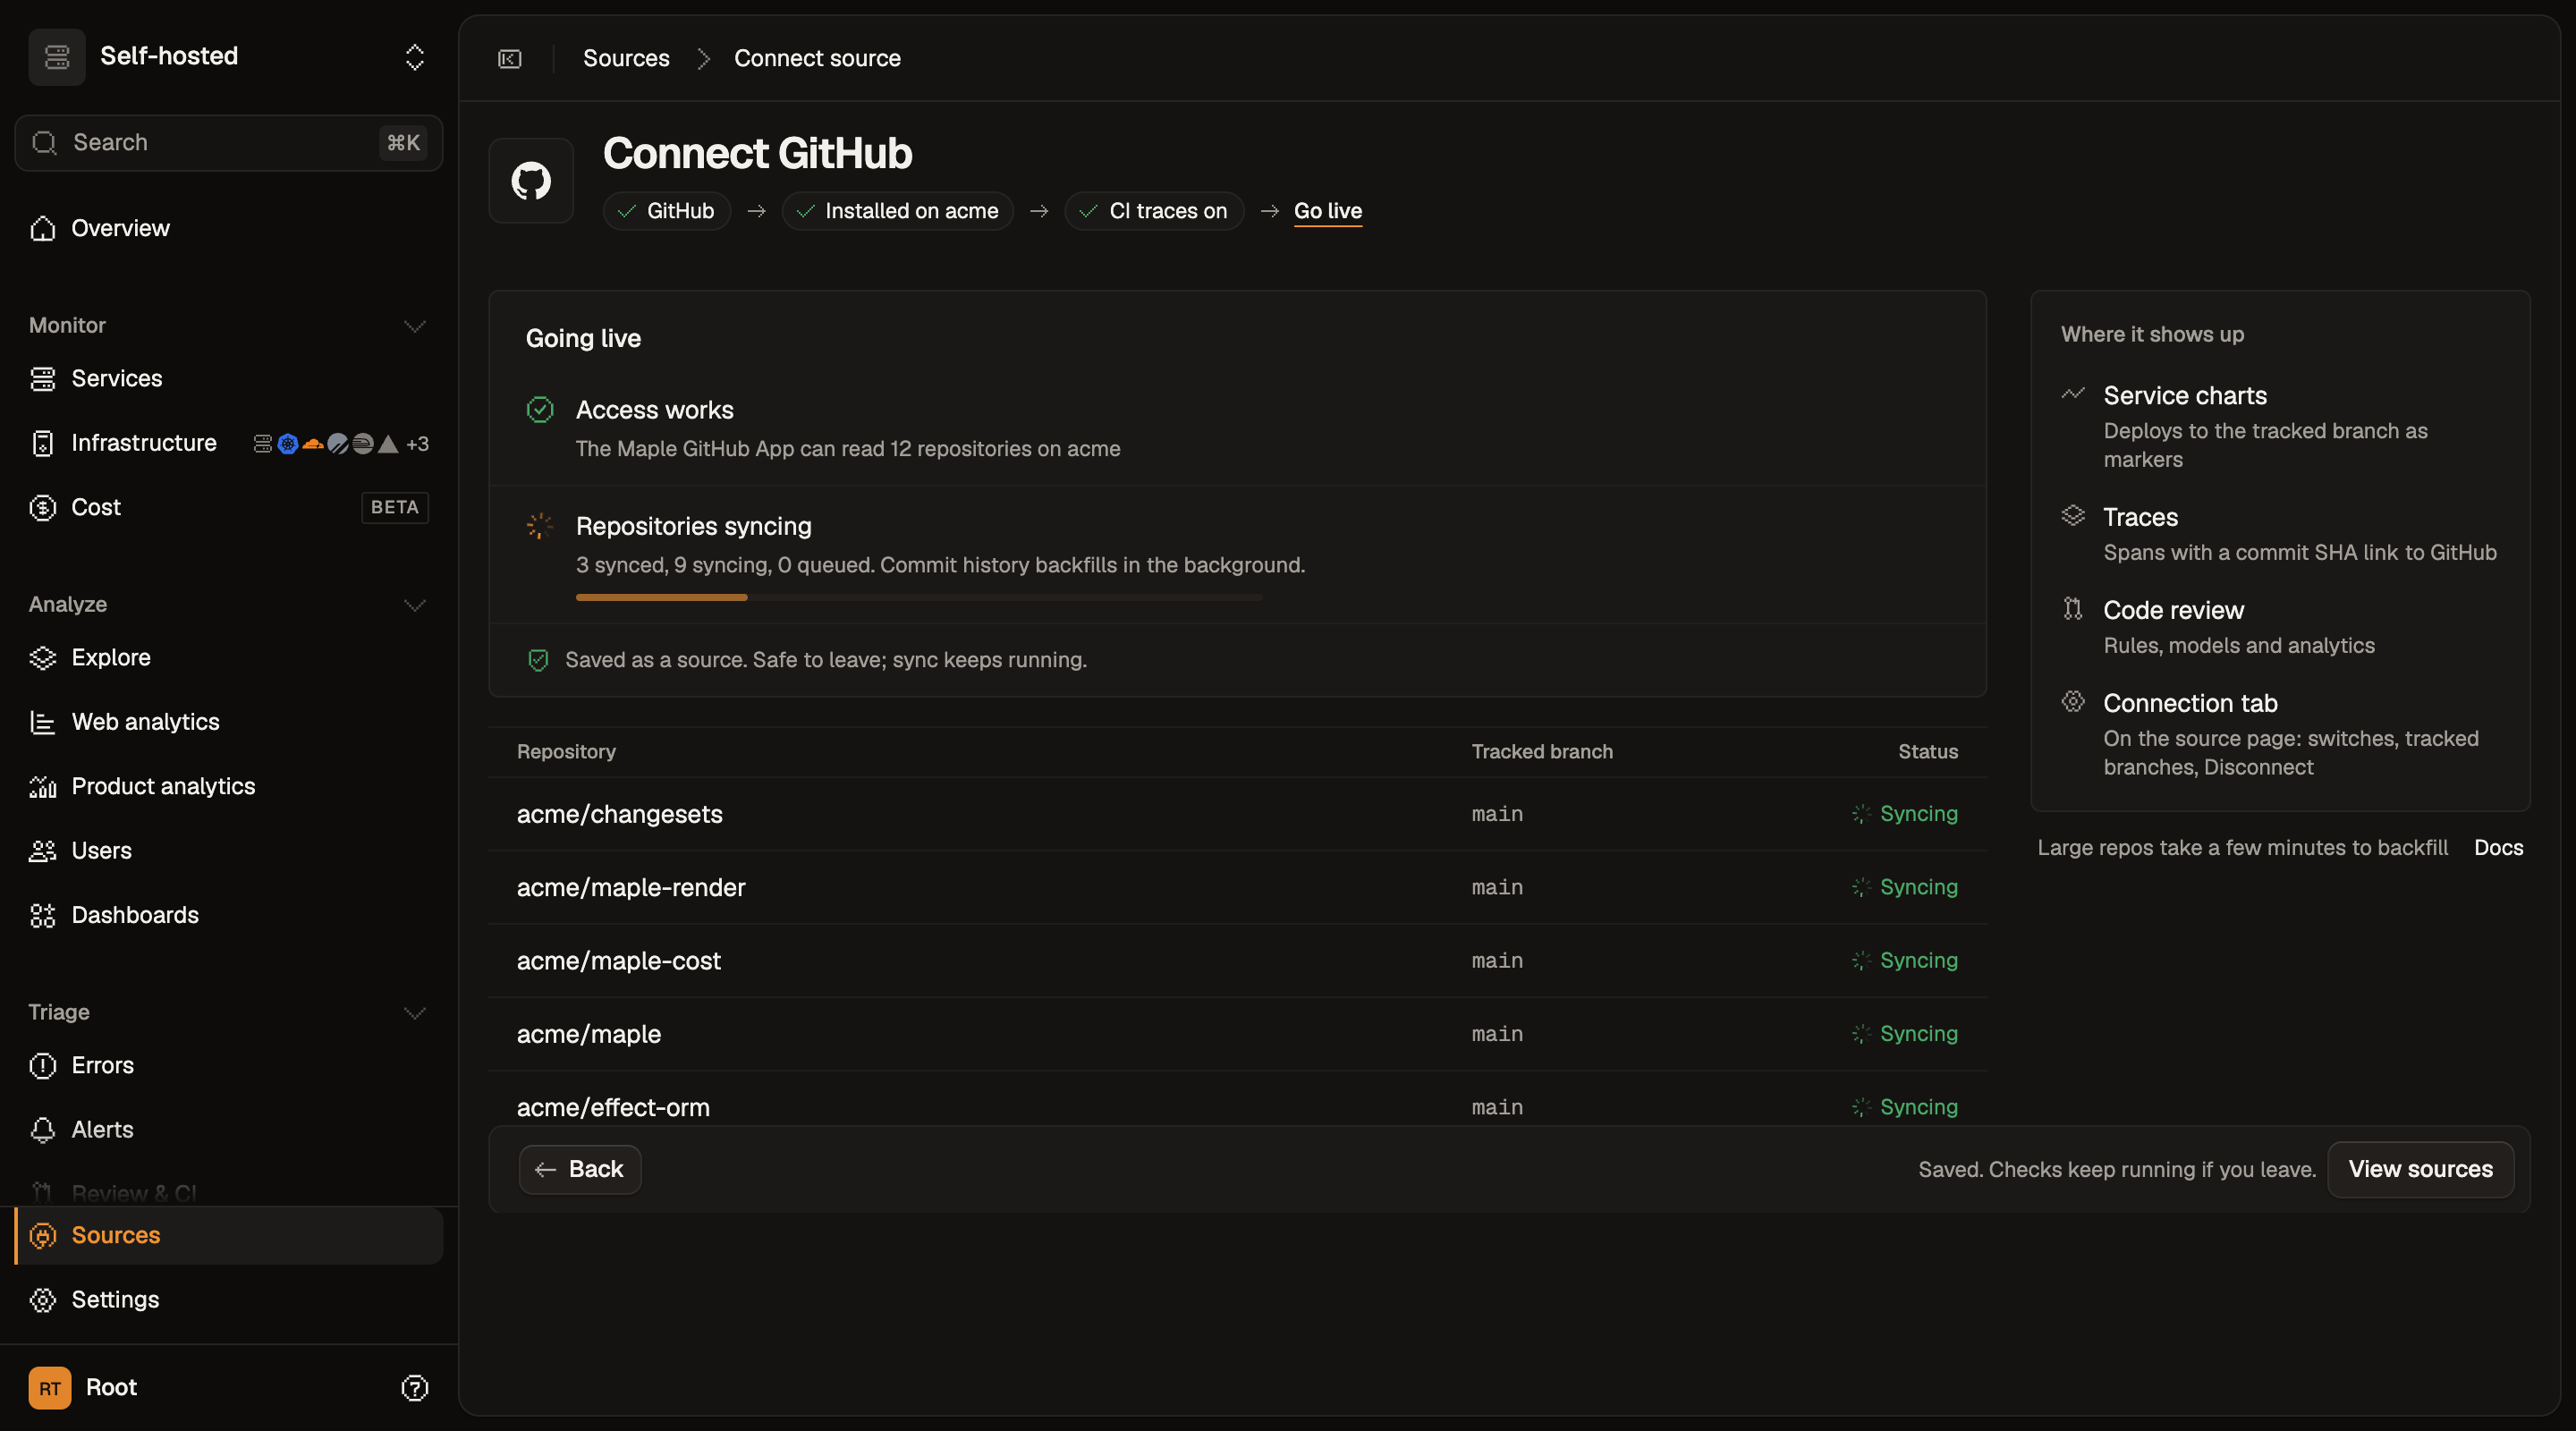 Self-hosted
Search ⌘K
Overview
Monitor
Services
Infrastructure +3
Cost BETA
Analyze
Explore
Web analytics
Product analytics
Users
Dashboards
Triage
Errors
Alerts
Review & CI
Sources
Settings
RT Root
Sources Connect source
Connect GitHub
GitHub → Installed on acme → CI traces on → Go live
Going live
Access works
The Maple GitHub App can read 12 repositories on acme
Repositories syncing
3 synced, 9 syncing, 0 queued. Commit history backfills in the background.
Saved as a source. Safe to leave; sync keeps running.
Repository Tracked branch Status
acme/changesets main Syncing
acme/maple-render main Syncing
acme/maple-cost main Syncing
acme/maple main Syncing
acme/effect-orm main Syncing
← Back
Saved. Checks keep running if you leave. View sources
Where it shows up
Service charts
Deploys to the tracked branch as
markers
Traces
Spans with a commit SHA link to GitHub
Code review
Rules, models and analytics
Connection tab
On the source page: switches, tracked
branches, Disconnect
Large repos take a few minutes to backfill Docs